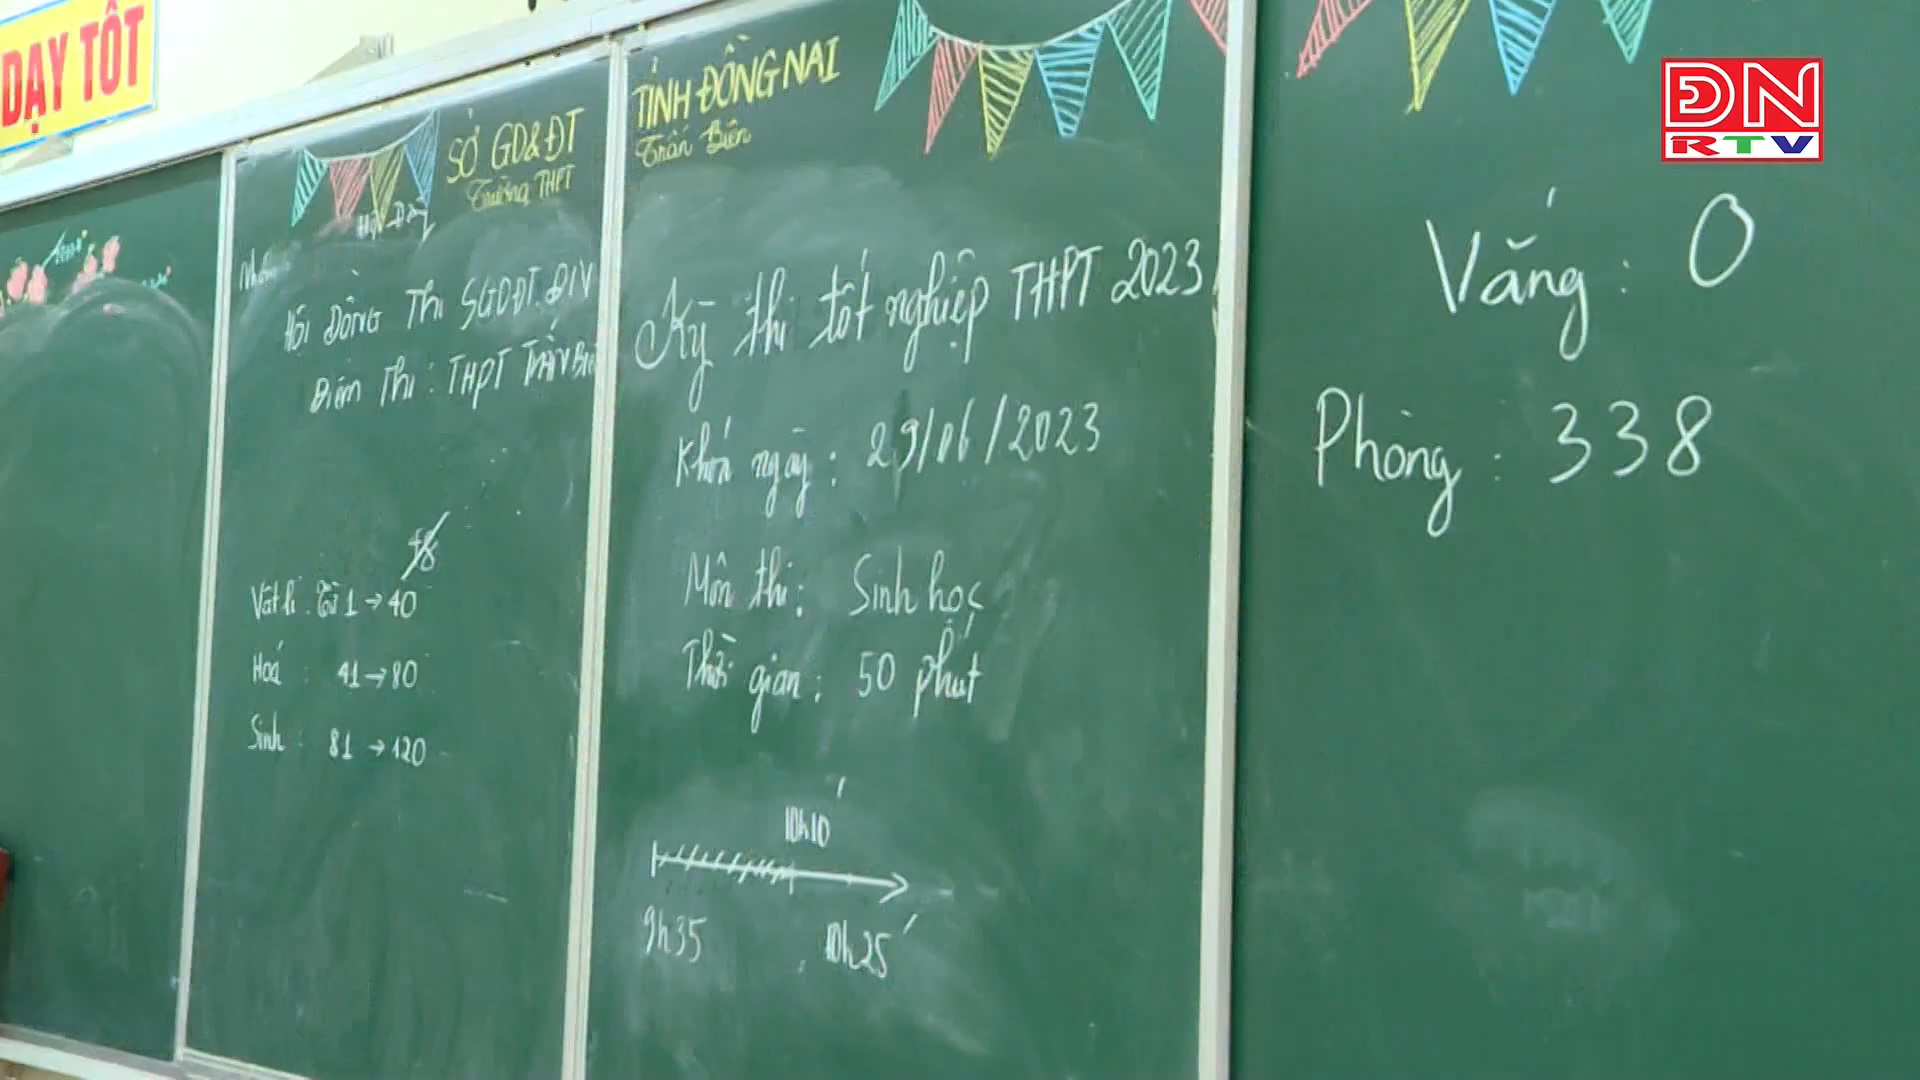 DẠY TỐT
SỞ GD&ĐT TỈNH ĐỒNG NAI
Trường THPT Trấn Biên
Hội Đồng Thi SGDĐT. ĐN
Điểm Thi : THPT Trấn Biê
48
Vật lí : Từ 1 → 40
Hoá : 41 → 80
Sinh : 81 → 120
Kỳ thi tốt nghiệp THPT 2023
Khóa ngày : 29/06/2023
Môn thi : Sinh học
Thời gian : 50 phút
10h10'
9h35
10h25'
Vắng : 0
Phòng : 338
ĐN
RTV